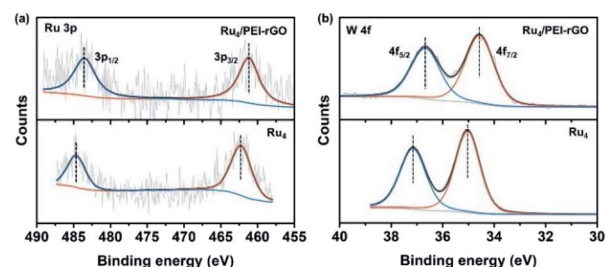 (a)
Ru 3p
Ru₄/PEI-rGO
3p₁/₂
3p₃/₂
Ru₄
Counts
490 485 480 475 470 465 460 455
Binding energy (eV)
(b)
W 4f
Ru₄/PEI-rGO
4f₅/₂
4f₇/₂
Ru₄
Counts
40 38 36 34 32 30
Binding energy (eV)